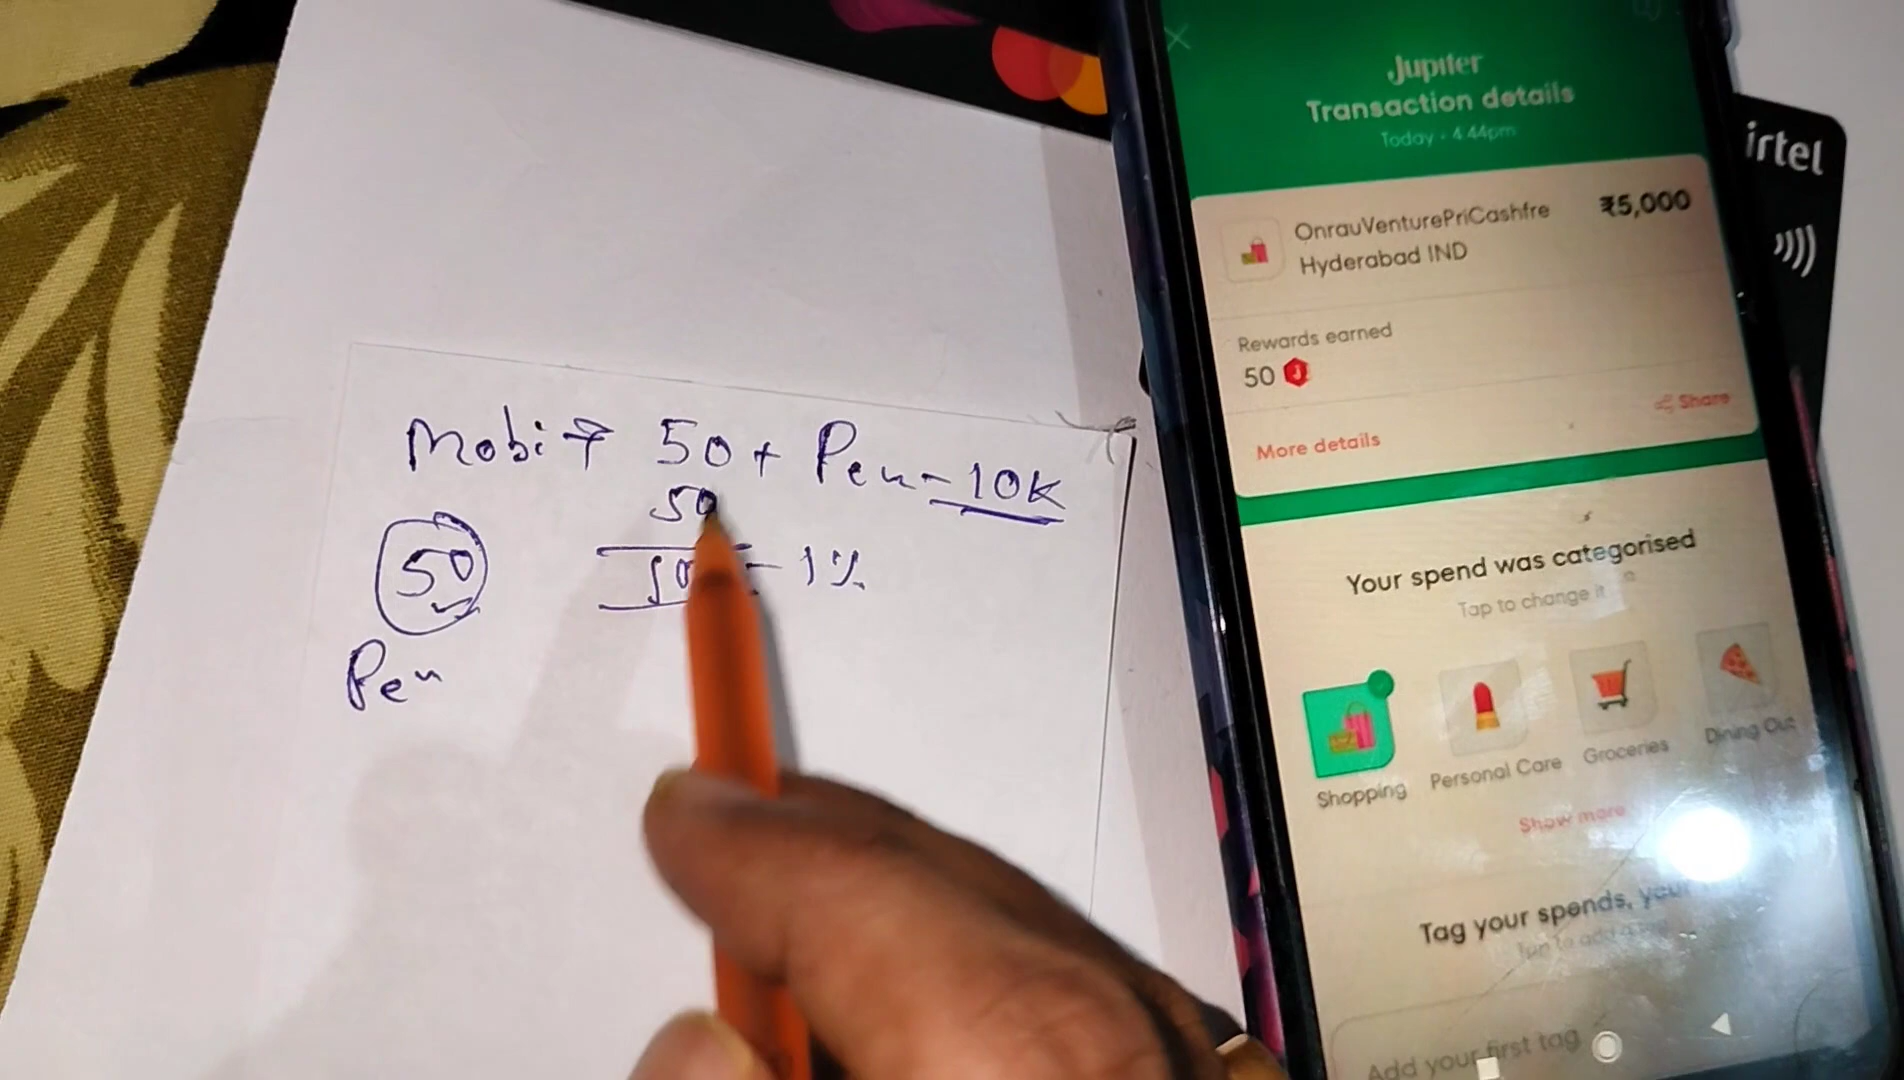 Mobi → 50 + Pen - 10K
50
50
- 1%
Pen
Jupiter
Transaction details
Today • 4:44pm
OnrauVenturePriCashfre
Hyderabad IND
₹5,000
Rewards earned
50
Share
More details
Your spend was categorised
Tap to change it
Shopping
Personal Care
Groceries
Dining Out
Show more
Tag your spends,
Add your first tag
irtel